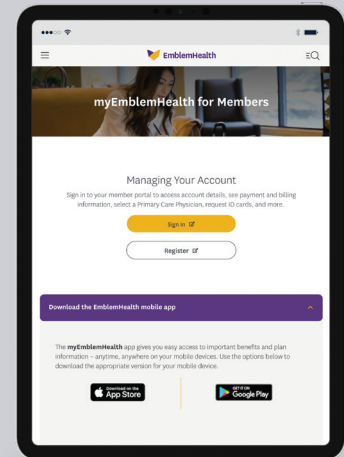 EmblemHealth
myEmblemHealth for Members
Managing Your Account
Sign in to your member portal to access account details, see payment and billing
information, select a Primary Care Physician, request ID cards, and more.
Sign In
Register
Download the EmblemHealth mobile app
The myEmblemHealth app gives you easy access to important benefits and plan
information – anytime, anywhere on your mobile devices. Use the options below to
download the appropriate version for your mobile device.
Download on the
App Store
GET IT ON
Google Play